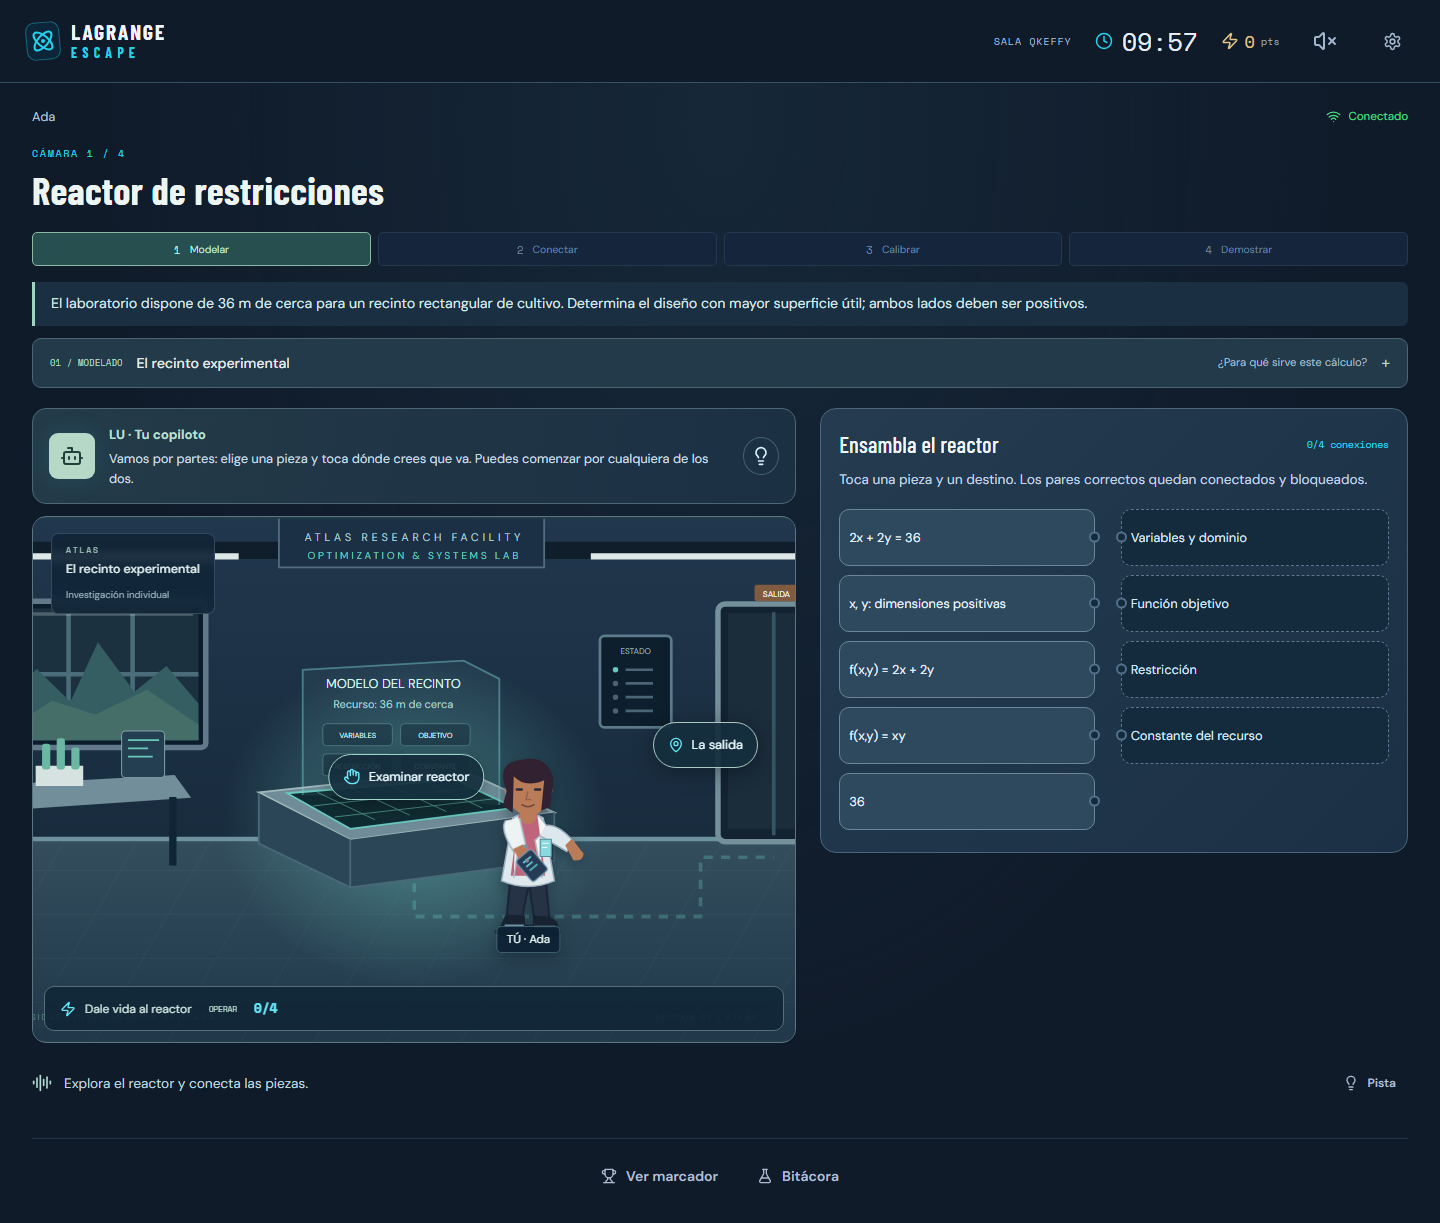 LAGRANGE
ESCAPE
SALA QKEFFY
09:57
0 pts
Ada
Conectado
CÁMARA 1 / 4
Reactor de restricciones
1 Modelar
2 Conectar
3 Calibrar
4 Demostrar
El laboratorio dispone de 36 m de cerca para un recinto rectangular de cultivo. Determina el diseño con mayor superficie útil; ambos lados deben ser positivos.
01 / MODELADO El recinto experimental
¿Para qué sirve este cálculo? +
LU · Tu copiloto
Vamos por partes: elige una pieza y toca dónde crees que va. Puedes comenzar por cualquiera de los
dos.
ATLAS RESEARCH FACILITY
OPTIMIZATION & SYSTEMS LAB
ATLAS
El recinto experimental
Investigación individual
SALIDA
ESTADO
MODELO DEL RECINTO
Recurso: 36 m de cerca
VARIABLES
OBJETIVO
La salida
Examinar reactor
TÚ · Ada
Dale vida al reactor OPERAR 0/4
Ensambla el reactor
0/4 conexiones
Toca una pieza y un destino. Los pares correctos quedan conectados y bloqueados.
2x + 2y = 36
Variables y dominio
x, y: dimensiones positivas
Función objetivo
f(x,y) = 2x + 2y
Restricción
f(x,y) = xy
Constante del recurso
36
Explora el reactor y conecta las piezas.
Pista
Ver marcador
Bitácora